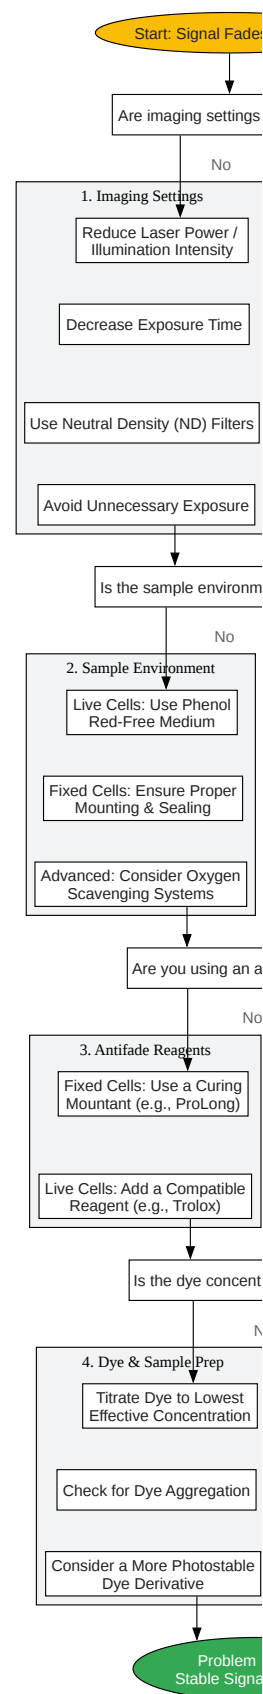 Start: Signal Fades
Are imaging settings
No
1. Imaging Settings
Reduce Laser Power /
Illumination Intensity
Decrease Exposure Time
Use Neutral Density (ND) Filters
Avoid Unnecessary Exposure
Is the sample environm
No
2. Sample Environment
Live Cells: Use Phenol
Red-Free Medium
Fixed Cells: Ensure Proper
Mounting & Sealing
Advanced: Consider Oxygen
Scavenging Systems
Are you using an a
No
3. Antifade Reagents
Fixed Cells: Use a Curing
Mountant (e.g., ProLong)
Live Cells: Add a Compatible
Reagent (e.g., Trolox)
Is the dye concent
N
4. Dye & Sample Prep
Titrate Dye to Lowest
Effective Concentration
Check for Dye Aggregation
Consider a More Photostable
Dye Derivative
Problem
Stable Signa